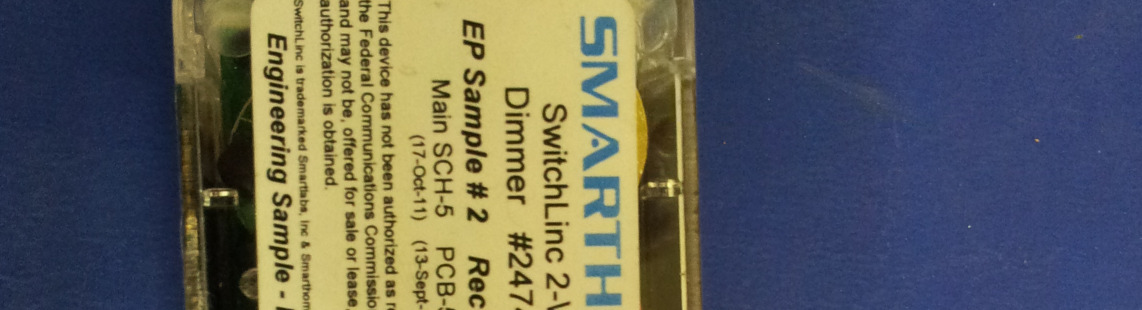 SMARTH
SwitchLinc 2-
Dimmer #247
EP Sample # 2 Rec
Main SCH-5 PCB-
(17-Oct-11) (13-Sept-
This device has not been authorized as
the Federal Communications Commissio
and may not be, offered for sale or lease,
authorization is obtained.
SwitchLinc is trademarked Smartlabs, Inc & Smarthom
Engineering Sample -